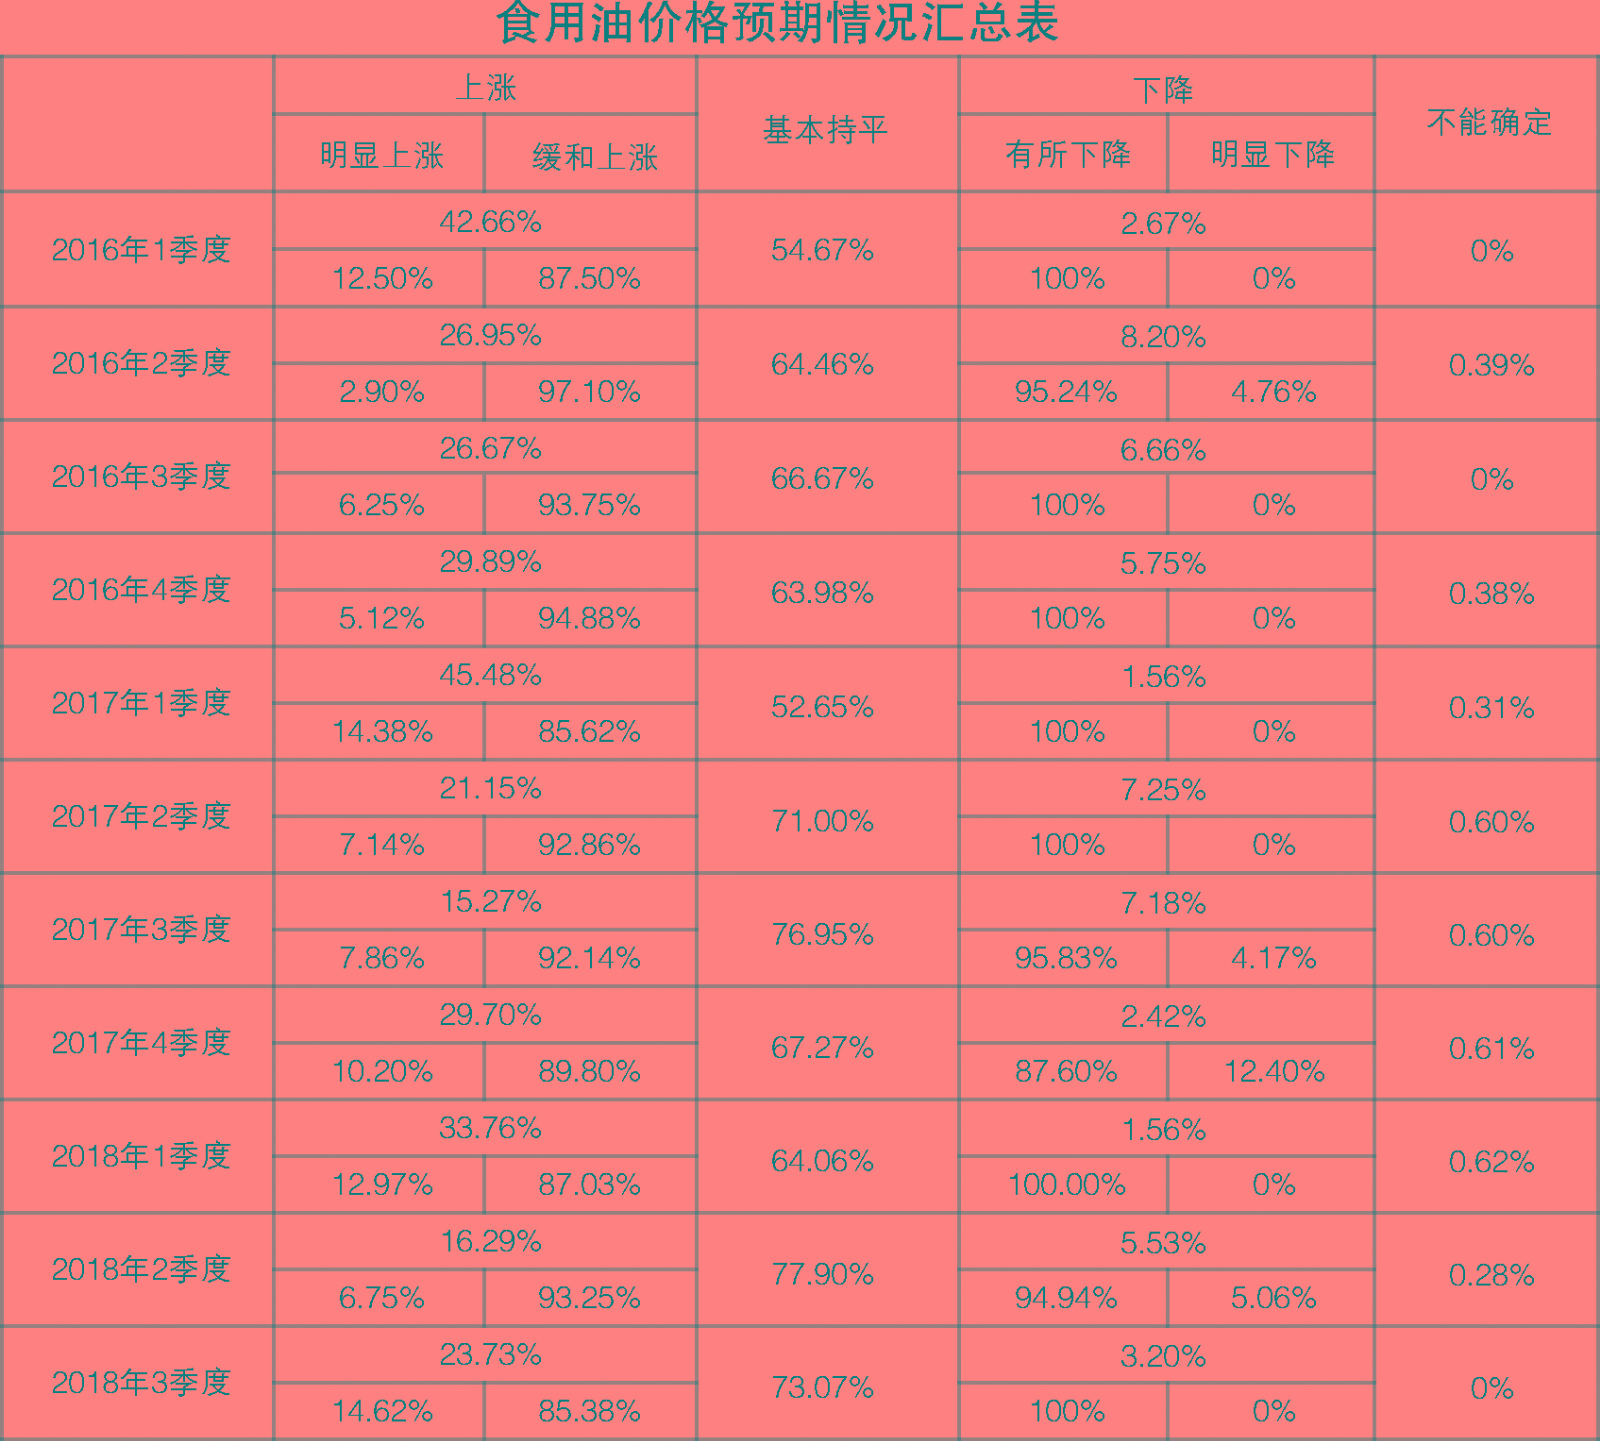 食用油价格预期情况汇总表
上涨 基本持平 下降 不能确定
明显上涨 缓和上涨 有所下降 明显下降
2016年1季度 42.66% 54.67% 2.67% 0%
12.50% 87.50% 100% 0%
2016年2季度 26.95% 64.46% 8.20% 0.39%
2.90% 97.10% 95.24% 4.76%
2016年3季度 26.67% 66.67% 6.66% 0%
6.25% 93.75% 100% 0%
2016年4季度 29.89% 63.98% 5.75% 0.38%
5.12% 94.88% 100% 0%
2017年1季度 45.48% 52.65% 1.56% 0.31%
14.38% 85.62% 100% 0%
2017年2季度 21.15% 71.00% 7.25% 0.60%
7.14% 92.86% 100% 0%
2017年3季度 15.27% 76.95% 7.18% 0.60%
7.86% 92.14% 95.83% 4.17%
2017年4季度 29.70% 67.27% 2.42% 0.61%
10.20% 89.80% 87.60% 12.40%
2018年1季度 33.76% 64.06% 1.56% 0.62%
12.97% 87.03% 100.00% 0%
2018年2季度 16.29% 77.90% 5.53% 0.28%
6.75% 93.25% 94.94% 5.06%
2018年3季度 23.73% 73.07% 3.20% 0%
14.62% 85.38% 100% 0%